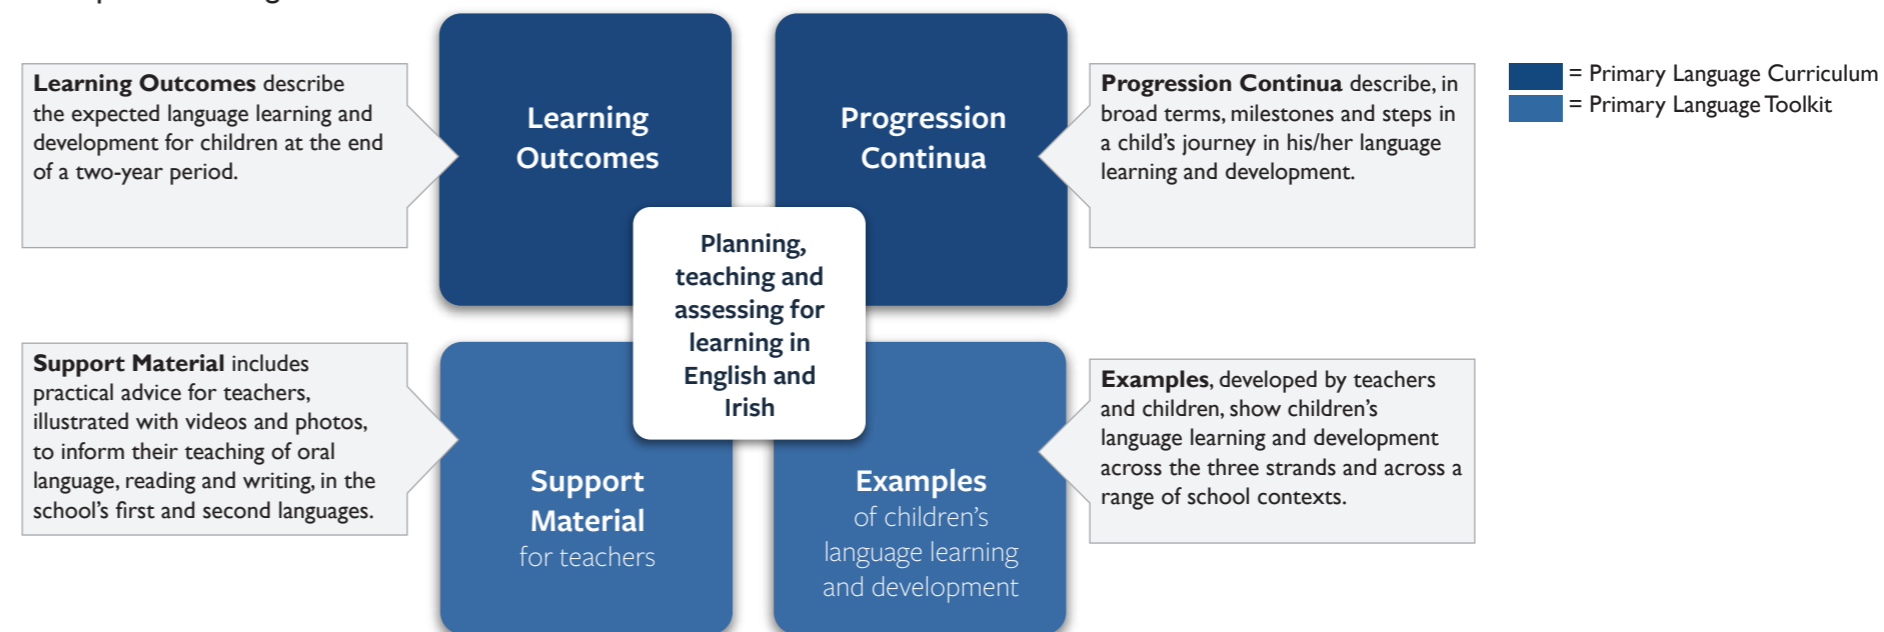 Learning Outcomes describe
the expected language learning and
development for children at the end
of a two-year period.
Learning
Outcomes
Progression
Continua
Progression Continua describe, in
broad terms, milestones and steps in
a child's journey in his/her language
learning and development.
= Primary Language Curriculum
= Primary Language Toolkit
Planning,
teaching and
assessing for
learning in
English and
Irish
Support Material includes
practical advice for teachers,
illustrated with videos and photos,
to inform their teaching of oral
language, reading and writing, in the
school's first and second languages.
Support
Material
for teachers
Examples
of children's
language learning
and development
Examples, developed by teachers
and children, show children's
language learning and development
across the three strands and across a
range of school contexts.